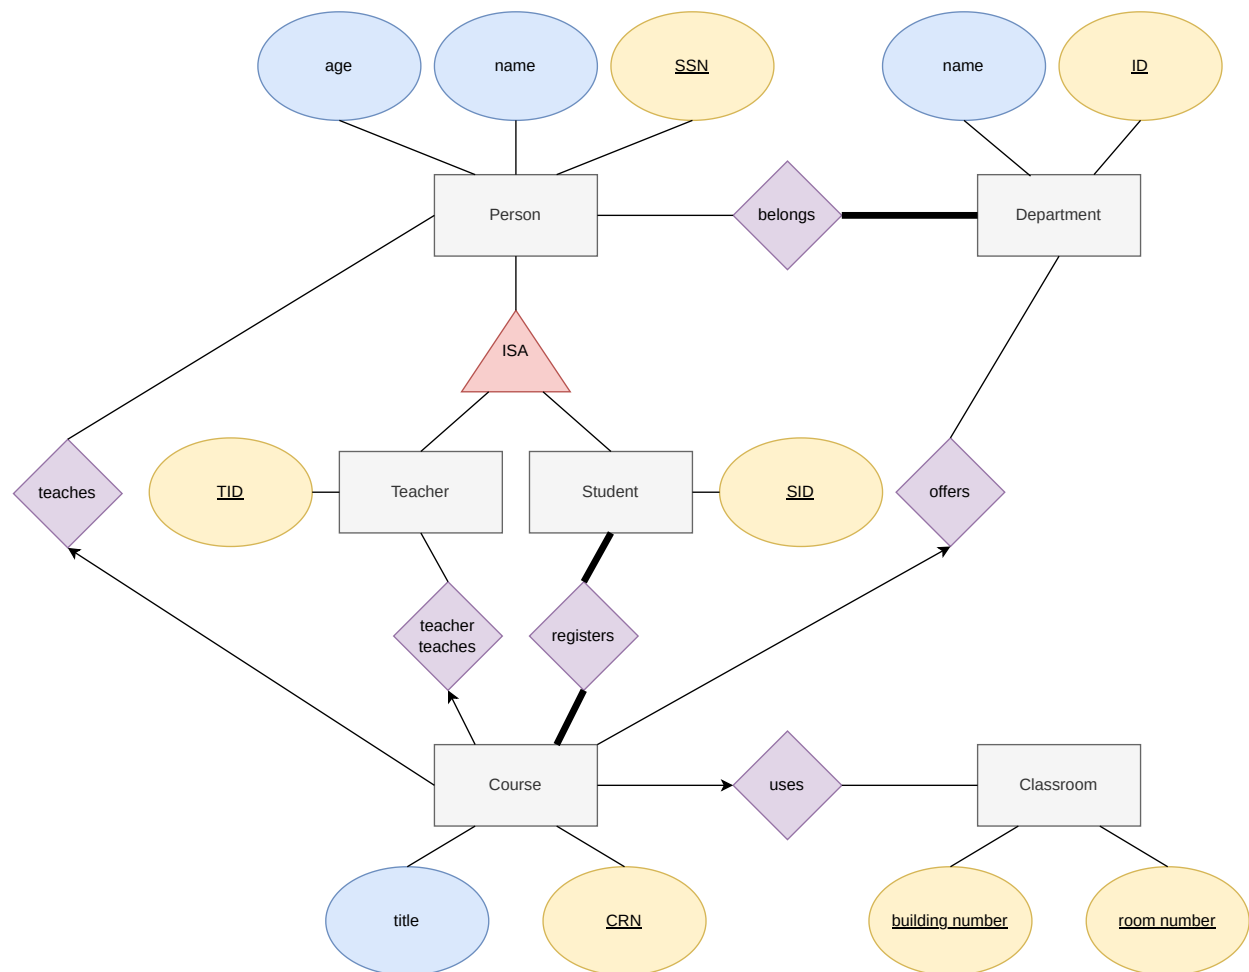 age
name
SSN
name
ID
Person
belongs
Department
ISA
teaches
TID
Teacher
Student
SID
offers
teacher
teaches
registers
Course
uses
Classroom
title
CRN
building number
room number